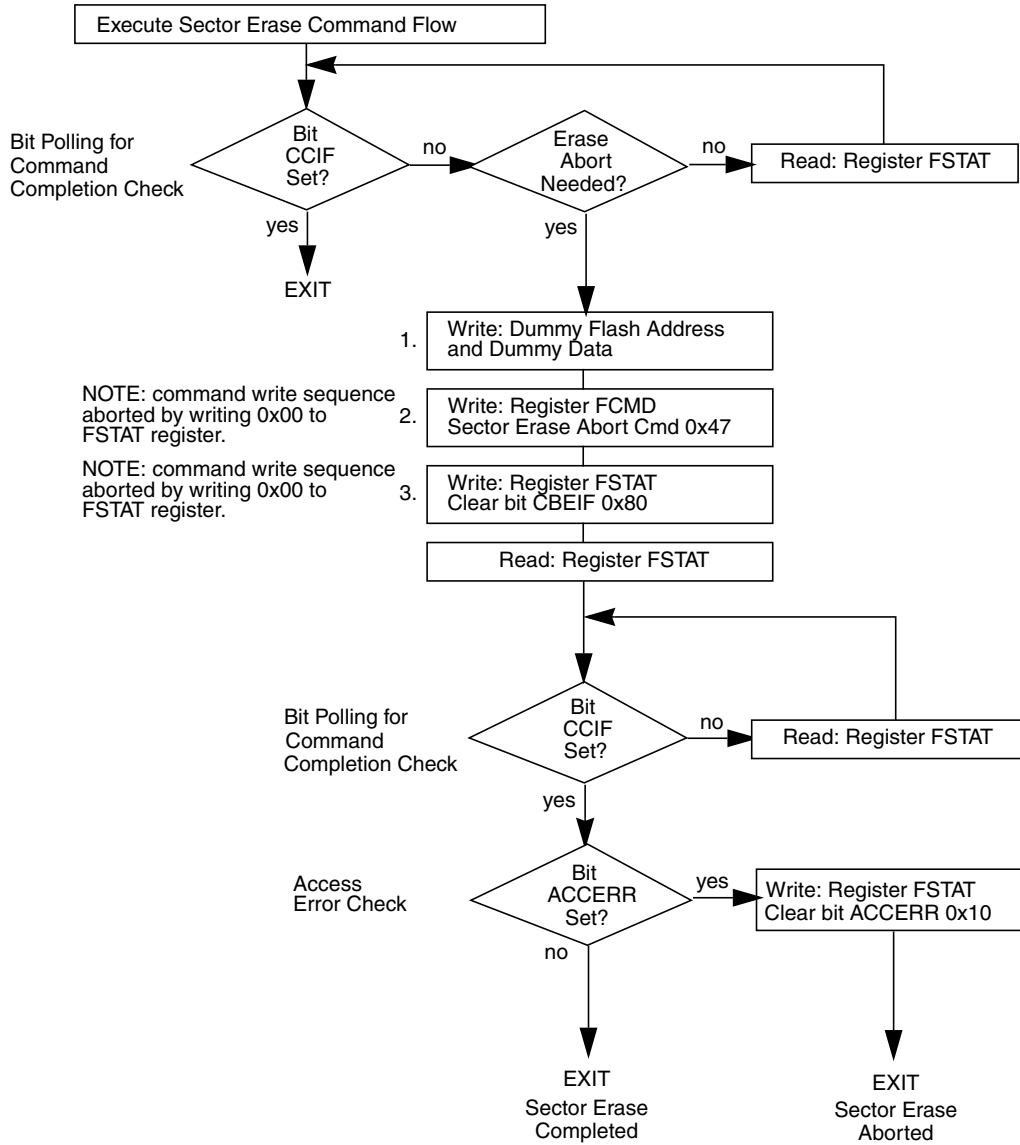 Execute Sector Erase Command Flow
Bit Polling for
Command
Completion Check
Bit
CCIF
Set?
no
Erase
Abort
Needed?
no
Read: Register FSTAT
yes
EXIT
yes
1.
Write: Dummy Flash Address
and Dummy Data
NOTE: command write sequence
aborted by writing 0x00 to
FSTAT register.
2.
Write: Register FCMD
Sector Erase Abort Cmd 0x47
NOTE: command write sequence
aborted by writing 0x00 to
FSTAT register.
3.
Write: Register FSTAT
Clear bit CBEIF 0x80
Read: Register FSTAT
Bit Polling for
Command
Completion Check
Bit
CCIF
Set?
no
Read: Register FSTAT
yes
Access
Error Check
Bit
ACCERR
Set?
yes
Write: Register FSTAT
Clear bit ACCERR 0x10
no
EXIT
Sector Erase
Completed
EXIT
Sector Erase
Aborted